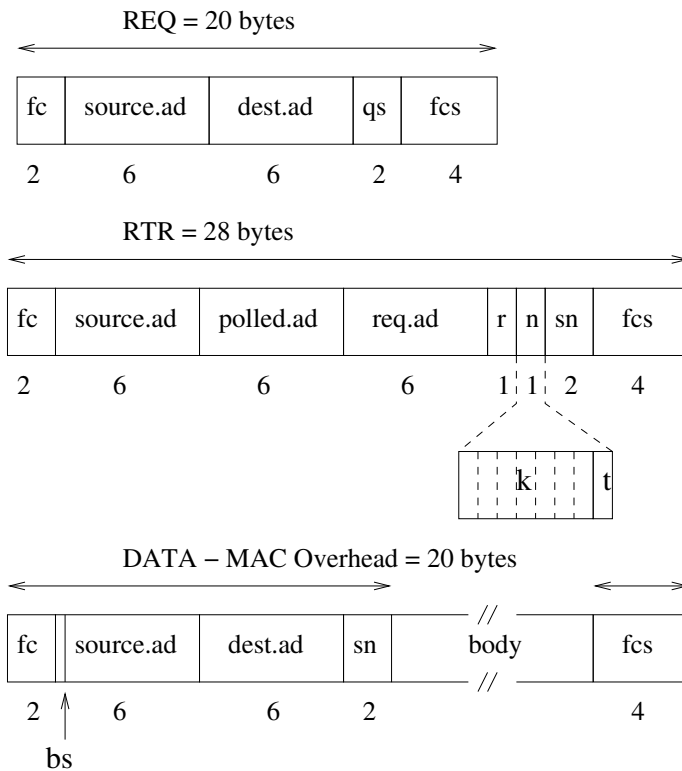 REQ = 20 bytes
fc source.ad dest.ad qs fcs
2 6 6 2 4
RTR = 28 bytes
fc source.ad polled.ad req.ad r n sn fcs
2 6 6 6 1 1 2 4
k t
DATA − MAC Overhead = 20 bytes
//
fc source.ad dest.ad sn body fcs
//
2 6 6 2 4
bs